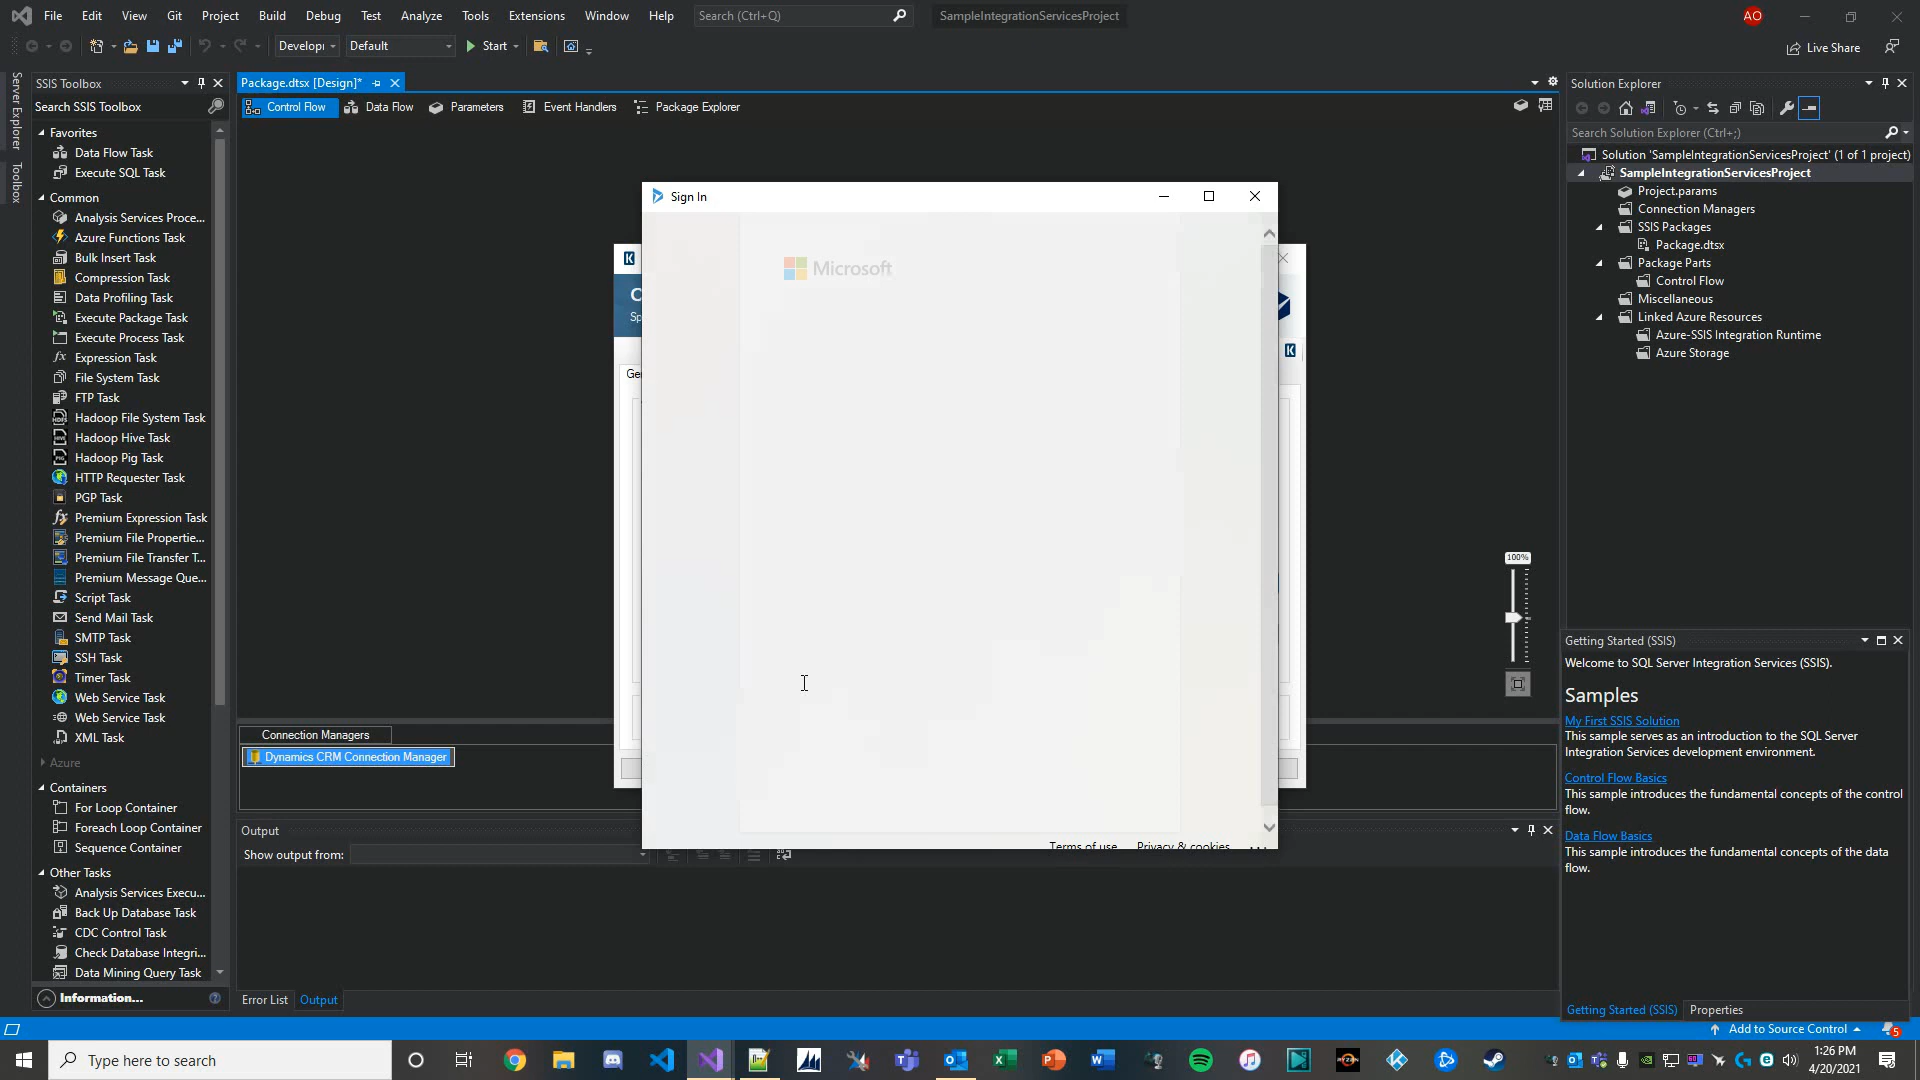 File Edit View Git Project Build Debug Test Analyze Tools Extensions Window Help Search (Ctrl+Q) SampleIntegrationServicesProject AO
Develop Default Start Live Share
Server Explorer
Toolbox
SSIS Toolbox
Search SSIS Toolbox
Favorites
Data Flow Task
Execute SQL Task
Common
Analysis Services Proce...
Azure Functions Task
Bulk Insert Task
Compression Task
Data Profiling Task
Execute Package Task
Execute Process Task
Expression Task
File System Task
FTP Task
Hadoop File System Task
Hadoop Hive Task
Hadoop Pig Task
HTTP Requester Task
PGP Task
Premium Expression Task
Premium File Propertie...
Premium File Transfer T...
Premium Message Que...
Script Task
Send Mail Task
SMTP Task
SSH Task
Timer Task
Web Service Task
Web Service Task
XML Task
Azure
Containers
For Loop Container
Foreach Loop Container
Sequence Container
Other Tasks
Analysis Services Execu...
Back Up Database Task
CDC Control Task
Check Database Integri...
Data Mining Query Task
Information...
Package.dtsx [Design]*
Control Flow Data Flow Parameters Event Handlers Package Explorer
Sign In
Microsoft
Terms of use Privacy & cookies ...
K
C
Sp
Ge
K
100%
Connection Managers
Dynamics CRM Connection Manager
Output
Show output from:
Error List Output
Solution Explorer
Search Solution Explorer (Ctrl+;)
Solution 'SampleIntegrationServicesProject' (1 of 1 project)
SampleIntegrationServicesProject
Project.params
Connection Managers
SSIS Packages
Package.dtsx
Package Parts
Control Flow
Miscellaneous
Linked Azure Resources
Azure-SSIS Integration Runtime
Azure Storage
Getting Started (SSIS)
Welcome to SQL Server Integration Services (SSIS).
Samples
My First SSIS Solution
This sample serves as an introduction to the SQL Server
Integration Services development environment.
Control Flow Basics
This sample introduces the fundamental concepts of the control
flow.
Data Flow Basics
This sample introduces the fundamental concepts of the data
flow.
Getting Started (SSIS) Properties
Add to Source Control 5
Type here to search
1:26 PM
4/20/2021